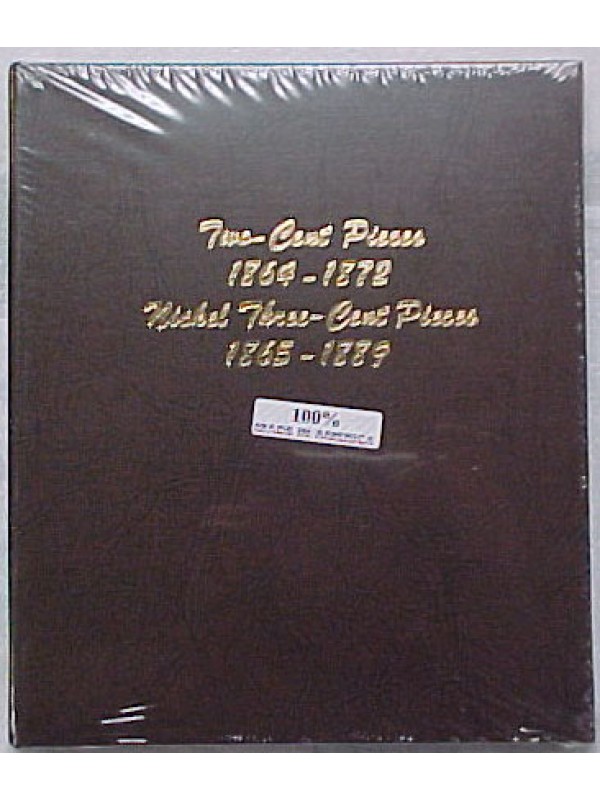 Two-Cent Pieces
1864-1872
Nickel Three-Cent Pieces
1865-1889
100%
MADE IN AMERICA